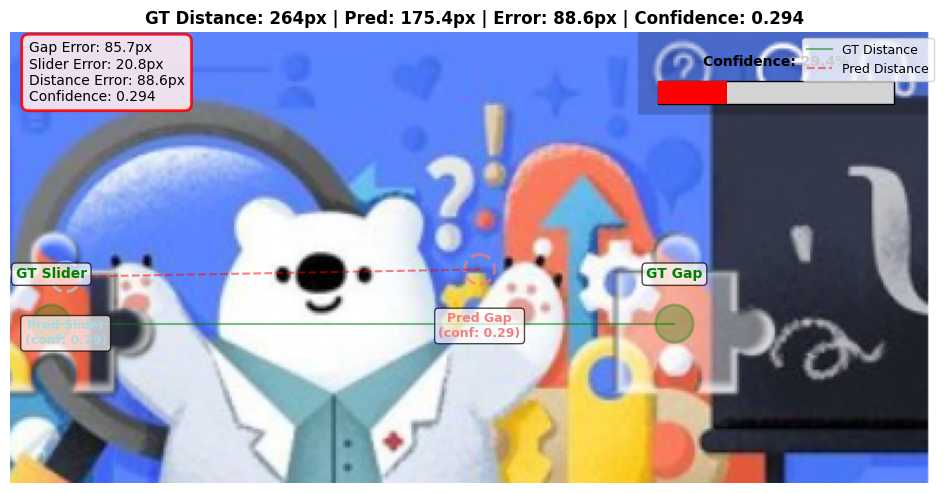 GT Distance: 264px | Pred: 175.4px | Error: 88.6px | Confidence: 0.294
Gap Error: 85.7px
Slider Error: 20.8px
Distance Error: 88.6px
Confidence: 0.294
Confidence: 29.4%
GT Distance
Pred Distance
GT Slider
GT Gap
Pred Slider
(conf: 0.29)
Pred Gap
(conf: 0.29)